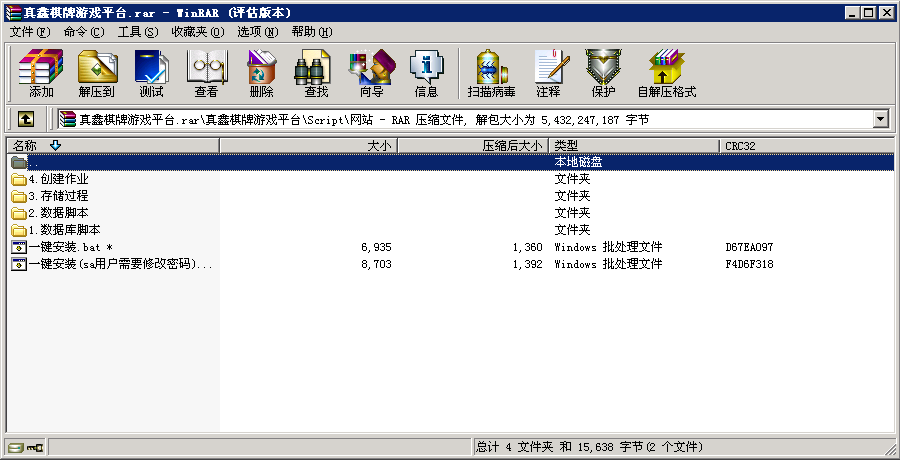 真鑫棋牌游戏平台.rar - WinRAR (评估版本)
文件(F) 命令(C) 工具(S) 收藏夹(O) 选项(N) 帮助(H)
添加 解压到 测试 查看 删除 查找 向导 信息 扫描病毒 注释 保护 自解压格式
真鑫棋牌游戏平台.rar\真鑫棋牌游戏平台\Script\网站 - RAR 压缩文件, 解包大小为 5,432,247,187 字节
名称 大小 压缩后大小 类型 CRC32
.. 本地磁盘
4.创建作业 文件夹
3.存储过程 文件夹
2.数据脚本 文件夹
1.数据库脚本 文件夹
一键安装.bat * 6,935 1,360 Windows 批处理文件 D67EA097
一键安装(sa用户需要修改密码)... 8,703 1,392 Windows 批处理文件 F4D6F318
总计 4 文件夹 和 15,638 字节(2 个文件)